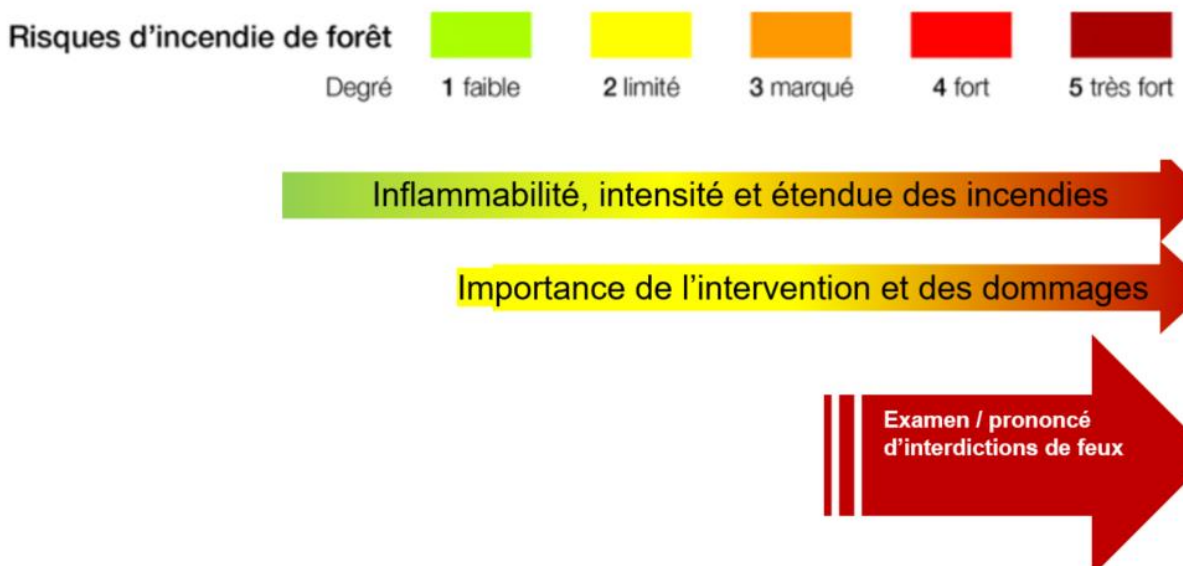 Risques d'incendie de forêt
Degré 1 faible 2 limité 3 marqué 4 fort 5 très fort
Inflammabilité, intensité et étendue des incendies
Importance de l'intervention et des dommages
Examen / prononcé
d'interdictions de feux